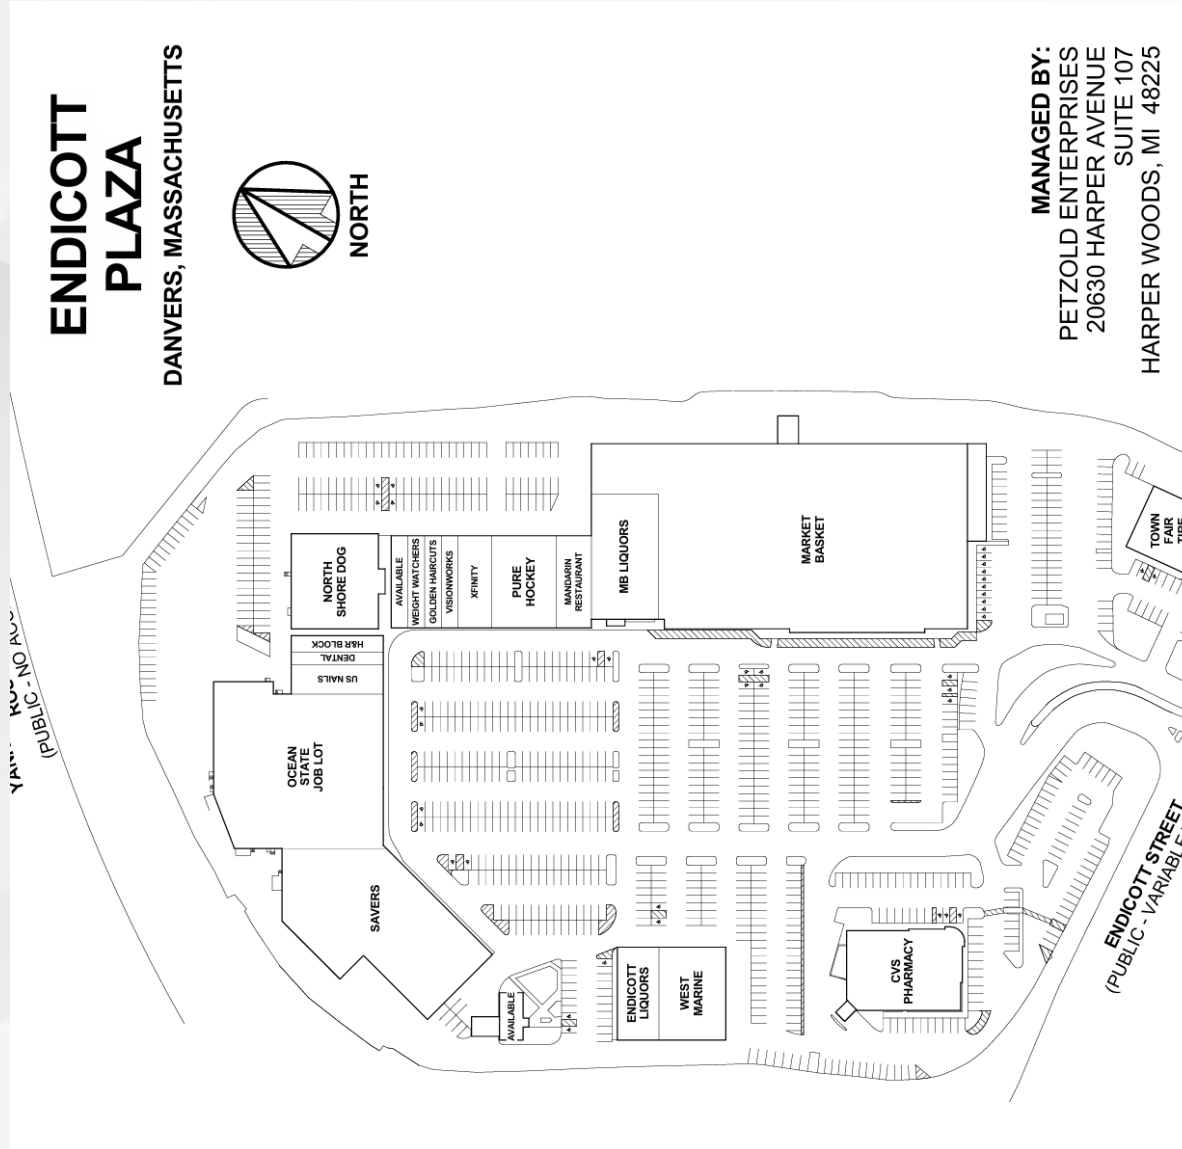 ENDICOTT
PLAZA
DANVERS, MASSACHUSETTS
NORTH
MANAGED BY:
PETZOLD ENTERPRISES
20630 HARPER AVENUE
SUITE 107
HARPER WOODS, MI 48225
NORTH
SHORE DOG
AVAILABLE
WEIGHT WATCHERS
GOLDEN HAIRCUTS
VISIONWORKS
XFINITY
PURE
HOCKEY
MANDARIN
RESTAURANT
MB LIQUORS
MARKET
BASKET
TOWN
FAIR
TIRE
H&R BLOCK
DENTAL
US NAILS
OCEAN
STATE
JOB LOT
SAVERS
AVAILABLE
ENDICOTT
LIQUORS
WEST
MARINE
CVS
PHARMACY
ENDICOTT STREET
(PUBLIC - VARIABLE
(PUBLIC - NO